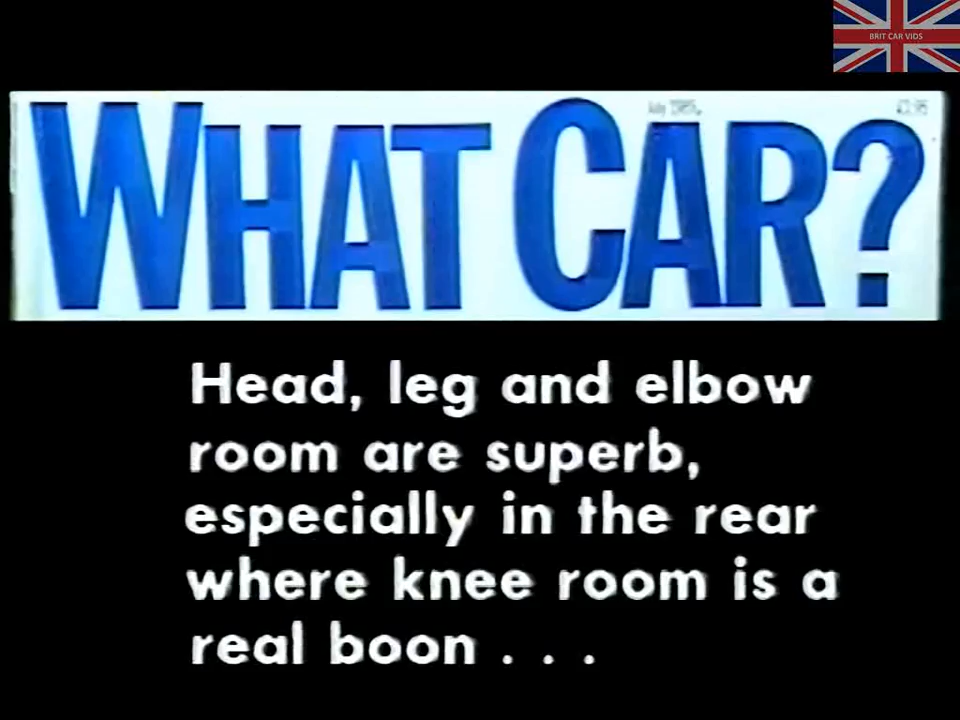 BRIT CAR VIDS
WHAT CAR?
Head, leg and elbow
room are superb,
especially in the rear
where knee room is a
real boon . . .